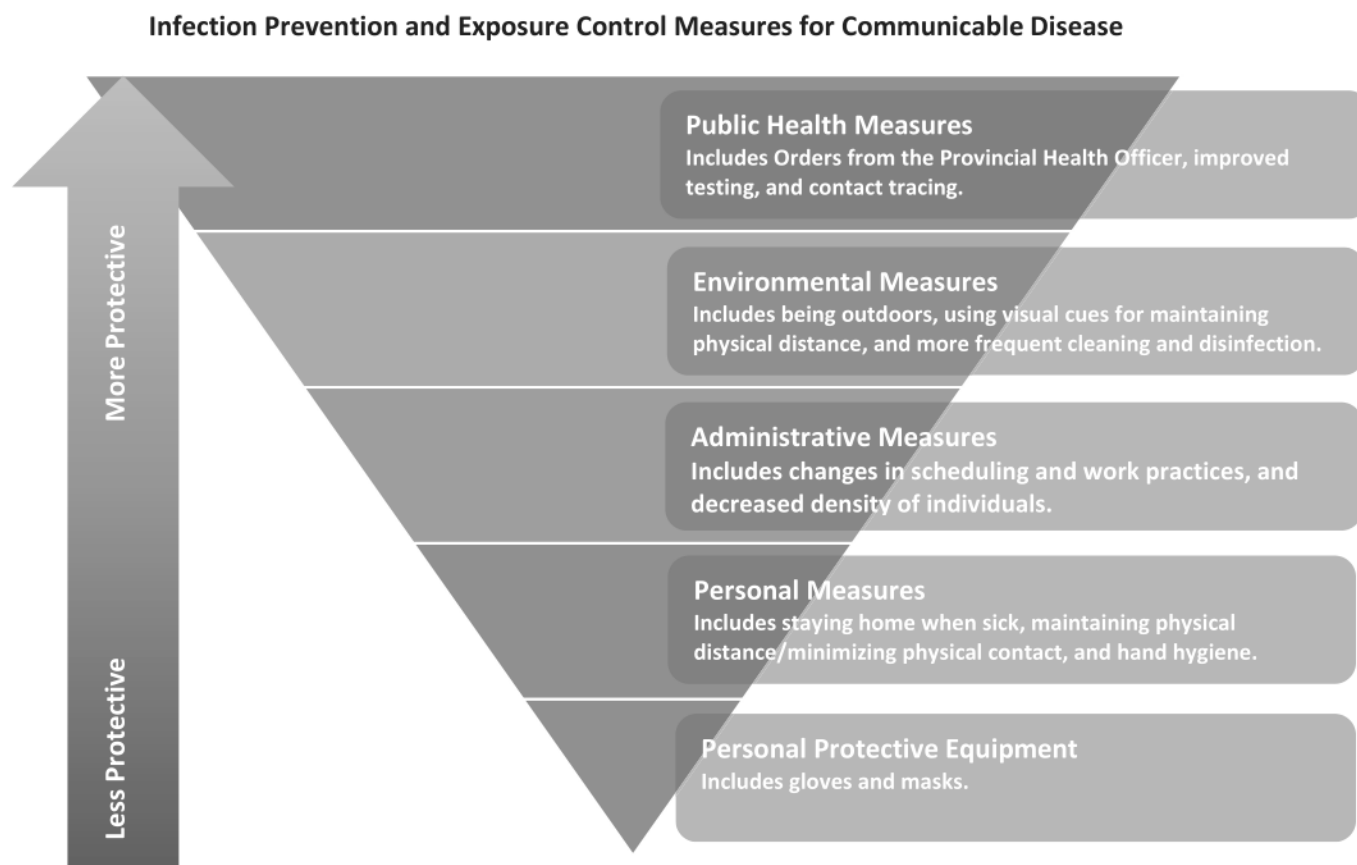 Infection Prevention and Exposure Control Measures for Communicable Disease
More Protective
Less Protective
Public Health Measures
Includes Orders from the Provincial Health Officer, improved
testing, and contact tracing.
Environmental Measures
Includes being outdoors, using visual cues for maintaining
physical distance, and more frequent cleaning and disinfection.
Administrative Measures
Includes changes in scheduling and work practices, and
decreased density of individuals.
Personal Measures
Includes staying home when sick, maintaining physical
distance/minimizing physical contact, and hand hygiene.
Personal Protective Equipment
Includes gloves and masks.